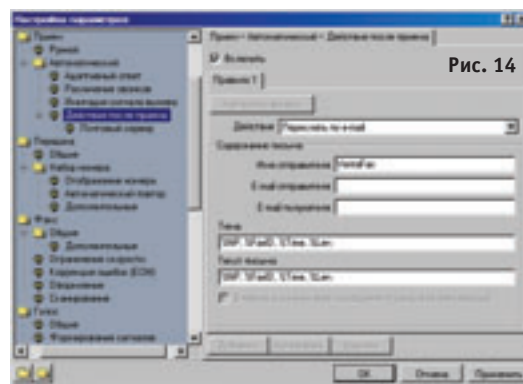 Настройка параметров
Прием
Ручной
Автоматический
Адаптивный ответ
Различение звонков
Имитация сигнала вызова
Действия после приема
Почтовый сервер
Передача
Общие
Набор номера
Отображение номера
Автоматический повтор
Дополнительные
Факс
Общие
Дополнительные
Ограничение скорости
Коррекция ошибок (ECM)
Оформление
Сканирование
Голос
Общие
Формирование сигналов
Прием - Автоматический - Действия после приема
Включить
Рис. 14
Правило 1
Действие
Переслать по e-mail
Содержание письма
Имя отправителя
VentaFax
E-mail отправителя
E-mail получателя
Тема
Текст письма
OK
Отмена
Применить